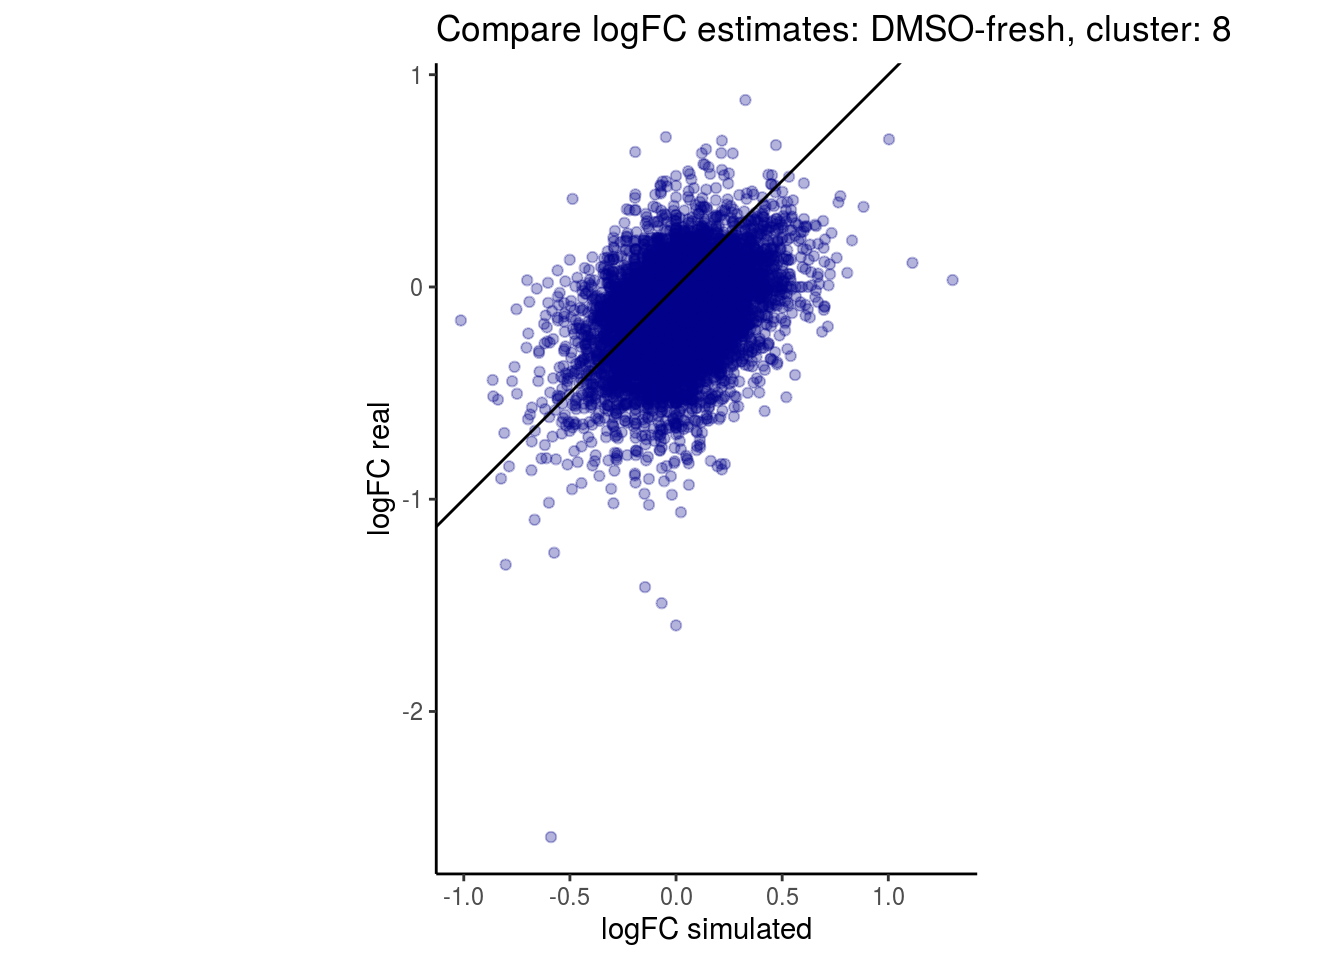 Compare logFC estimates: DMSO-fresh, cluster: 8
1
0
-1
-2
logFC real
-1.0 -0.5 0.0 0.5 1.0
logFC simulated